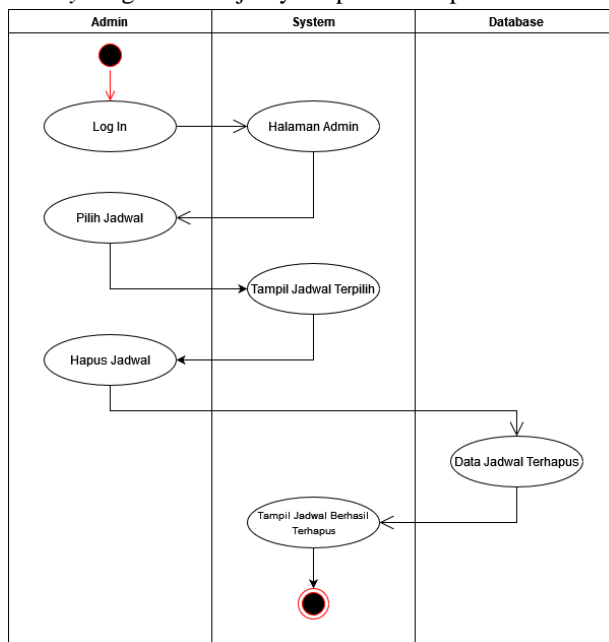 Admin
System
Database
Log In
Halaman Admin
Pilih Jadwal
Tampil Jadwal Terpilih
Hapus Jadwal
Data Jadwal Terhapus
Tampil Jadwal Berhasil
Terhapus